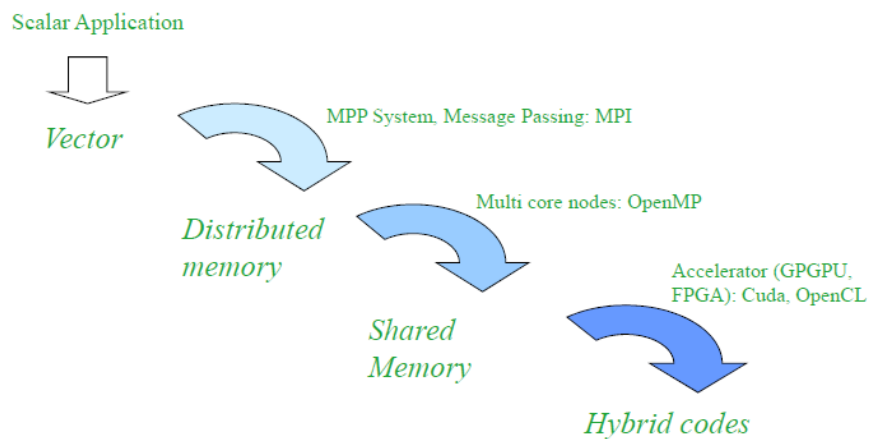 Scalar Application
Vector
MPP System, Message Passing: MPI
Distributed
memory
Multi core nodes: OpenMP
Shared
Memory
Accelerator (GPGPU,
FPGA): Cuda, OpenCL
Hybrid codes